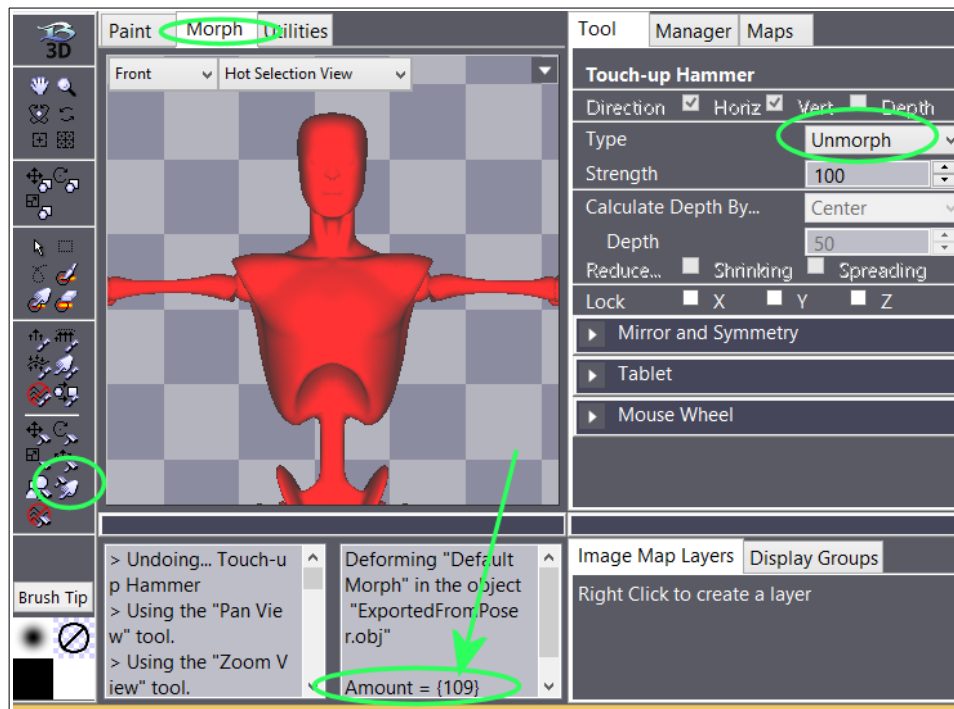 3D
Paint
Morph
Utilities
Front
Hot Selection View
Tool
Manager
Maps
Touch-up Hammer
Direction Horiz Vert Depth
Type Unmorph
Strength 100
Calculate Depth By... Center
Depth 50
Reduce... Shrinking Spreading
Lock X Y Z
Mirror and Symmetry
Tablet
Mouse Wheel
Brush Tip
> Undoing... Touch-u
p Hammer
> Using the "Pan Vie
w" tool.
> Using the "Zoom V
iew" tool.
Deforming "Default
Morph" in the object
"ExportedFromPose
r.obj"
Amount = {109}
Image Map Layers
Display Groups
Right Click to create a layer